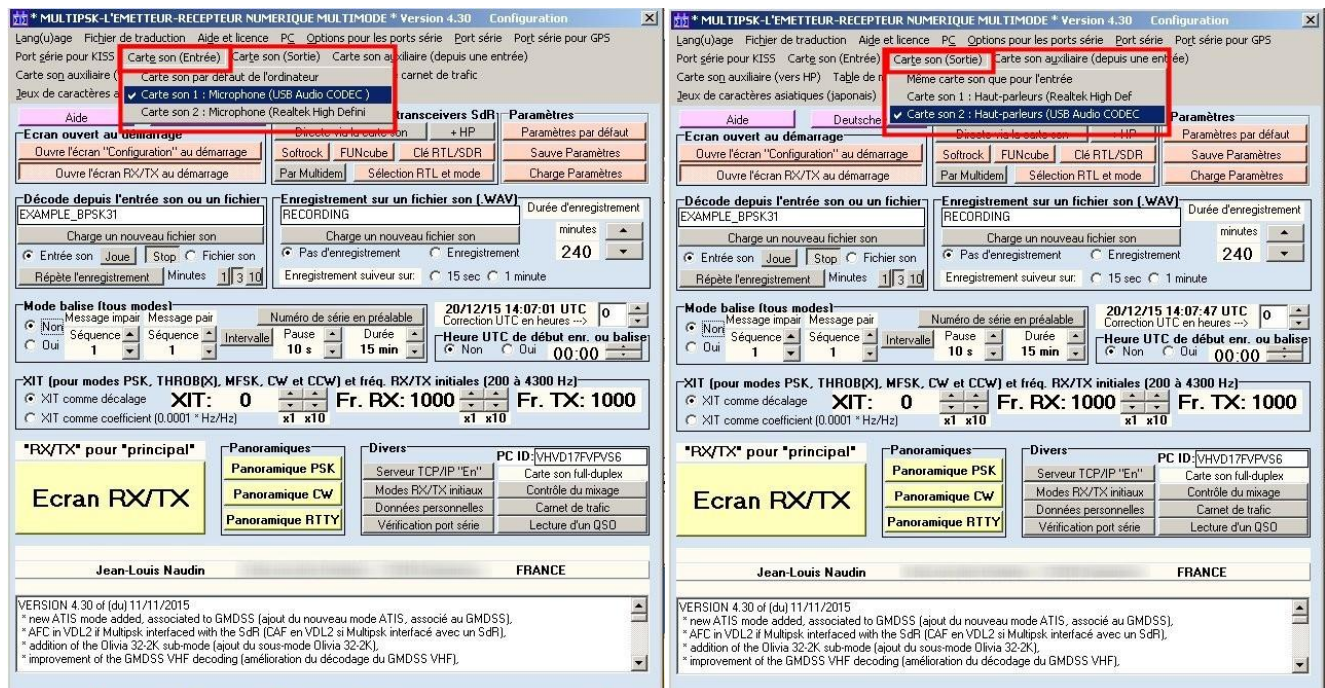 * MULTIPSK-L'EMETTEUR-RECEPTEUR NUMERIQUE MULTIMODE * Version 4.30 Configuration
Lang(u)age Fichier de traduction Aide et licence PC Options pour les ports série Port série Port série pour GPS
Port série pour KISS Carte son (Entrée) Carte son (Sortie) Carte son auxiliaire (depuis une entrée)
Carte son auxiliaire ( carnet de trafic
Jeux de caractères a
Carte son par défaut de l'ordinateur
✓ Carte son 1 : Microphone (USB Audio CODEC )
Carte son 2 : Microphone (Realtek High Defini
Aide transceivers SdR Paramètres
Ecran ouvert au démarrage Directe via la carte son + HP Paramètres par défaut
Ouvre l'écran "Configuration" au démarrage Softrock FUNcube Clé RTL/SDR Sauve Paramètres
Ouvre l'écran RX/TX au démarrage Par Multidem Sélection RTL et mode Charge Paramètres
Décode depuis l'entrée son ou un fichier Enregistrement sur un fichier son (.WAV)
EXAMPLE_BPSK31 RECORDING Durée d'enregistrement
Charge un nouveau fichier son Charge un nouveau fichier son minutes
Entrée son Joue Stop Fichier son Pas d'enregistrement Enregistrement 240
Répète l'enregistrement Minutes 1 3 10 Enregistrement suiveur sur: 15 sec 1 minute
Mode balise (tous modes) 20/12/15 14:07:01 UTC 0
Non Message impair Message pair Numéro de série en préalable Correction UTC en heures --->
Oui Séquence 1 Séquence 1 Intervalle Pause 10 s Durée 15 min Heure UTC de début enr. ou balise
Non Oui 00:00
XIT (pour modes PSK, THROB(X), MFSK, CW et CCW) et fréq. RX/TX initiales (200 à 4300 Hz)
XIT comme décalage XIT: 0 Fr. RX: 1000 Fr. TX: 1000
XIT comme coefficient (0.0001 * Hz/Hz) x1 x10 x1 x10
"RX/TX" pour "principal" Panoramiques Divers PC ID: VHVD17FVPVS6
Ecran RX/TX
Panoramique PSK Serveur TCP/IP "En" Carte son full-duplex
Panoramique CW Modes RX/TX initiaux Contrôle du mixage
Données personnelles Carnet de trafic
Panoramique RTTY Vérification port série Lecture d'un QSO
Jean-Louis Naudin FRANCE
VERSION 4.30 of (du) 11/11/2015
* new ATIS mode added, associated to GMDSS (ajout du nouveau mode ATIS, associé au GMDSS),
* AFC in VDL2 if Multipsk interfaced with the SdR (CAF en VDL2 si Multipsk interfacé avec un SdR),
* addition of the Olivia 32-2K sub-mode (ajout du sous-mode Olivia 32-2K),
* improvement of the GMDSS VHF decoding (amélioration du décodage du GMDSS VHF),
* MULTIPSK-L'EMETTEUR-RECEPTEUR NUMERIQUE MULTIMODE * Version 4.30 Configuration
Lang(u)age Fichier de traduction Aide et licence PC Options pour les ports série Port série Port série pour GPS
Port série pour KISS Carte son (Entrée) Carte son (Sortie) Carte son auxiliaire (depuis une entrée)
Carte son auxiliaire (vers HP) Table de
Jeux de caractères asiatiques (japonais)
Même carte son que pour l'entrée
Carte son 1 : Haut-parleurs (Realtek High Def
✓ Carte son 2 : Haut-parleurs (USB Audio CODEC
Aide Deutsche Paramètres
Ecran ouvert au démarrage Directe via la carte son + HP Paramètres par défaut
Ouvre l'écran "Configuration" au démarrage Softrock FUNcube Clé RTL/SDR Sauve Paramètres
Ouvre l'écran RX/TX au démarrage Par Multidem Sélection RTL et mode Charge Paramètres
Décode depuis l'entrée son ou un fichier Enregistrement sur un fichier son (.WAV)
EXAMPLE_BPSK31 RECORDING Durée d'enregistrement
Charge un nouveau fichier son Charge un nouveau fichier son minutes
Entrée son Joue Stop Fichier son Pas d'enregistrement Enregistrement 240
Répète l'enregistrement Minutes 1 3 10 Enregistrement suiveur sur: 15 sec 1 minute
Mode balise (tous modes) 20/12/15 14:07:47 UTC 0
Non Message impair Message pair Numéro de série en préalable Correction UTC en heures --->
Oui Séquence 1 Séquence 1 Intervalle Pause 10 s Durée 15 min Heure UTC de début enr. ou balise
Non Oui 00:00
XIT (pour modes PSK, THROB(X), MFSK, CW et CCW) et fréq. RX/TX initiales (200 à 4300 Hz)
XIT comme décalage XIT: 0 Fr. RX: 1000 Fr. TX: 1000
XIT comme coefficient (0.0001 * Hz/Hz) x1 x10
"RX/TX" pour "principal" Panoramiques Divers PC ID: VHVD17FVPVS6
Ecran RX/TX
Panoramique PSK Serveur TCP/IP "En" Carte son full-duplex
Panoramique CW Modes RX/TX initiaux Contrôle du mixage
Données personnelles Carnet de trafic
Panoramique RTTY Vérification port série Lecture d'un QSO
Jean-Louis Naudin FRANCE
VERSION 4.30 of (du) 11/11/2015
* new ATIS mode added, associated to GMDSS (ajout du nouveau mode ATIS, associé au GMDSS),
* AFC in VDL2 if Multipsk interfaced with the SdR (CAF en VDL2 si Multipsk interfacé avec un SdR),
* addition of the Olivia 32-2K sub-mode (ajout du sous-mode Olivia 32-2K),
* improvement of the GMDSS VHF decoding (amélioration du décodage du GMDSS VHF),